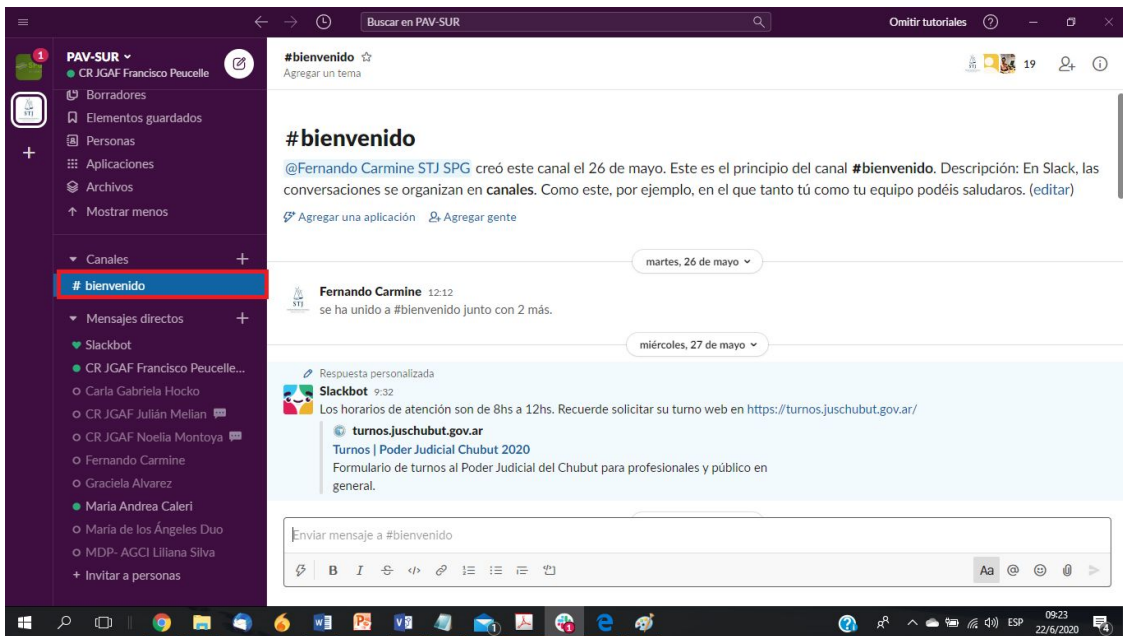 Buscar en PAV-SUR
Omitir tutoriales
1
PAV-SUR
CR JGAF Francisco Peucelle
STJ
Borradores
Elementos guardados
Personas
Aplicaciones
Archivos
Mostrar menos
Canales
# bienvenido
Mensajes directos
Slackbot
CR JGAF Francisco Peucelle...
Carla Gabriela Hocko
CR JGAF Julián Melian
CR JGAF Noelia Montoya
Fernando Carmine
Graciela Alvarez
Maria Andrea Caleri
María de los Ángeles Duo
MDP- AGCI Liliana Silva
+ Invitar a personas
#bienvenido
Agregar un tema
19
#bienvenido
@Fernando Carmine STJ SPG creó este canal el 26 de mayo. Este es el principio del canal #bienvenido. Descripción: En Slack, las
conversaciones se organizan en canales. Como este, por ejemplo, en el que tanto tú como tu equipo podéis saludaros. (editar)
Agregar una aplicación Agregar gente
martes, 26 de mayo
STJ
Fernando Carmine 12:12
se ha unido a #bienvenido junto con 2 más.
miércoles, 27 de mayo
Respuesta personalizada
Slackbot 9:32
Los horarios de atención son de 8hs a 12hs. Recuerde solicitar su turno web en https://turnos.juschubut.gov.ar/
turnos.juschubut.gov.ar
Turnos | Poder Judicial Chubut 2020
Formulario de turnos al Poder Judicial del Chubut para profesionales y público en
general.
Enviar mensaje a #bienvenido
B I Aa @
ESP
09:23
22/6/2020
4